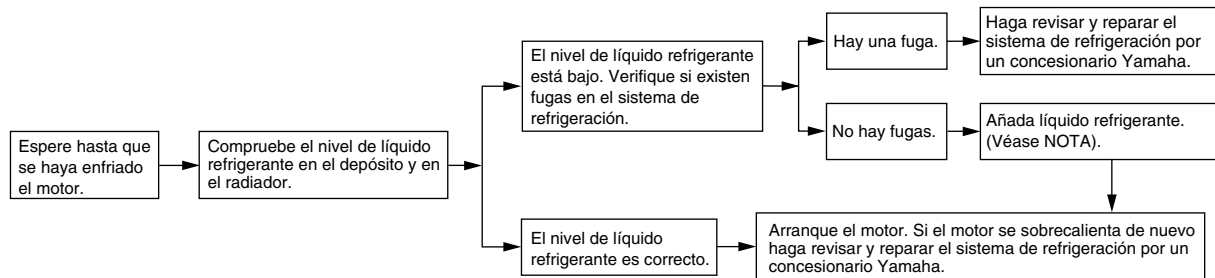 Espere hasta que
se haya enfriado
el motor.
Compruebe el nivel de líquido
refrigerante en el depósito y en
el radiador.
El nivel de líquido refrigerante
está bajo. Verifique si existen
fugas en el sistema de
refrigeración.
Hay una fuga.
Haga revisar y reparar el
sistema de refrigeración por
un concesionario Yamaha.
No hay fugas.
Añada líquido refrigerante.
(Véase NOTA).
El nivel de líquido
refrigerante es correcto.
Arranque el motor. Si el motor se sobrecalienta de nuevo
haga revisar y reparar el sistema de refrigeración por un
concesionario Yamaha.